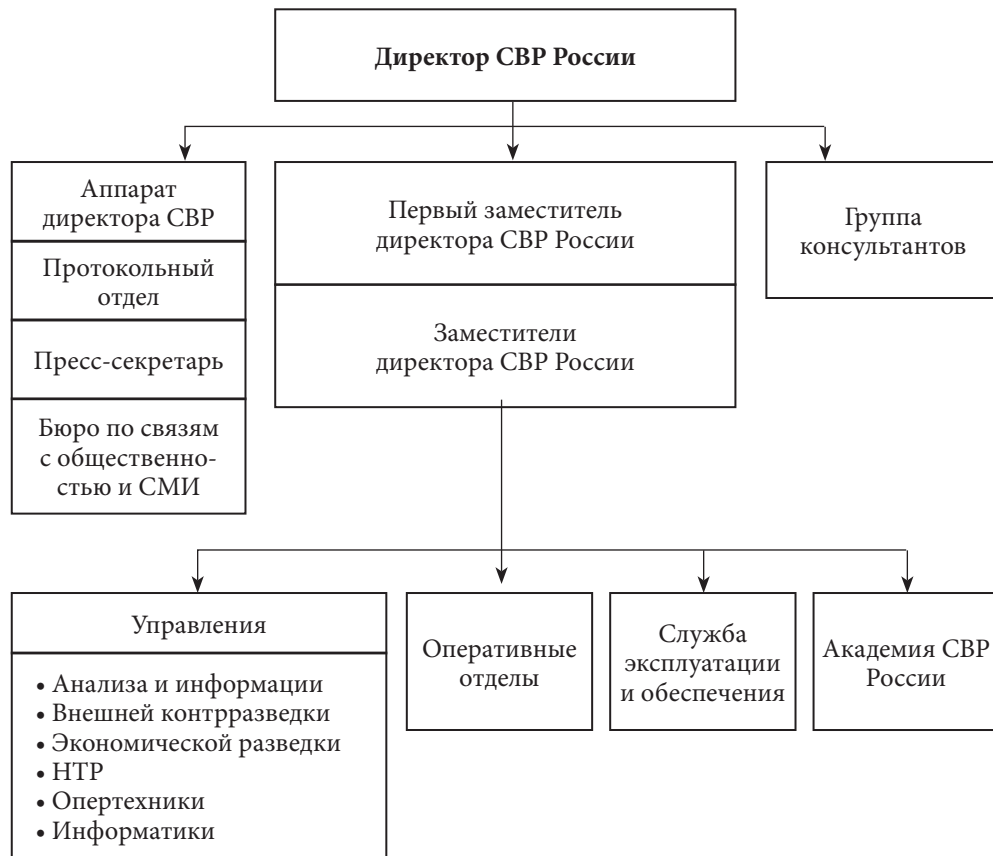 Директор СВР России
Аппарат
директора СВР
Протокольный
отдел
Пресс-секретарь
Бюро по связям
с общественно-
стью и СМИ
Первый заместитель
директора СВР России
Заместители
директора СВР России
Группа
консультантов
Управления
• Анализа и информации
• Внешней контрразведки
• Экономической разведки
• НТР
• Опертехники
• Информатики
Оперативные
отделы
Служба
эксплуатации
и обеспечения
Академия СВР
России